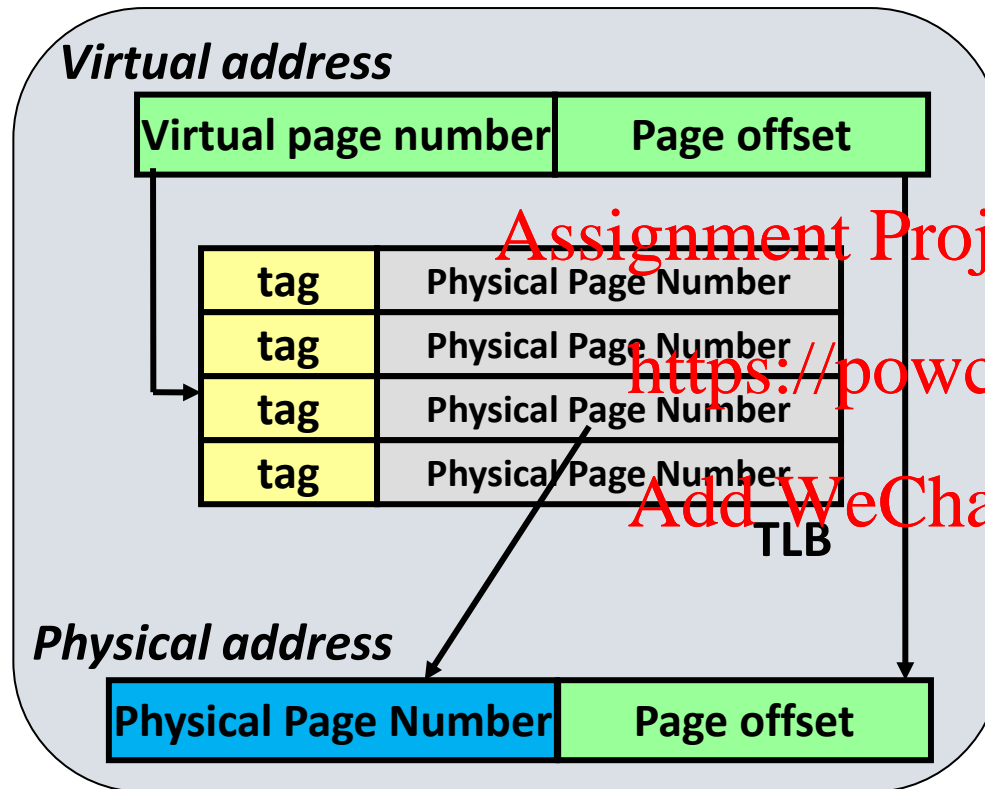 Virtual address
Virtual page number Page offset
Assignment Proj
tag Physical Page Number
tag Physical Page Number
https://powc
tag Physical Page Number
tag Physical Page Number
Add WeCha
TLB
Physical address
Physical Page Number Page offset